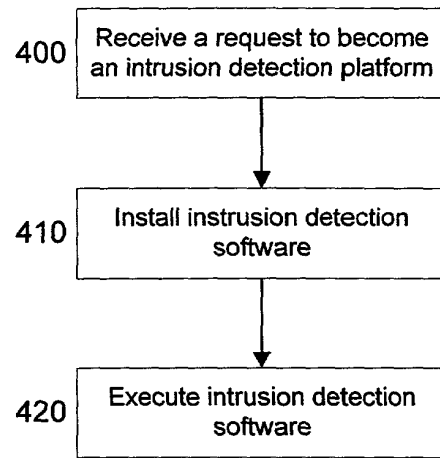 400
Receive a request to become
an intrusion detection platform
410
Install instrusion detection
software
420
Execute intrusion detection
software